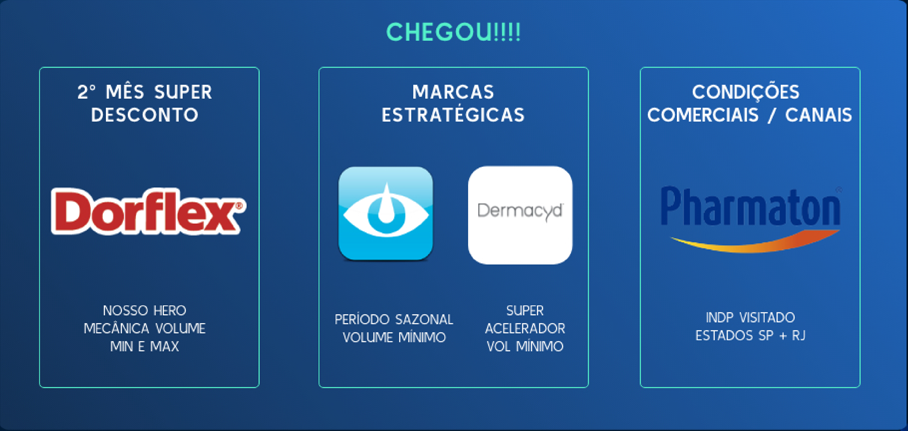 CHEGOU!!!!
2° MÊS SUPER
DESCONTO
Dorflex®
NOSSO HERO
MECÂNICA VOLUME
MIN E MAX
MARCAS
ESTRATÉGICAS
Dermacyd
PERÍODO SAZONAL
VOLUME MÍNIMO
SUPER
ACELERADOR
VOL MÍNIMO
CONDIÇÕES
COMERCIAIS / CANAIS
Pharmaton
INDP VISITADO
ESTADOS SP + RJ